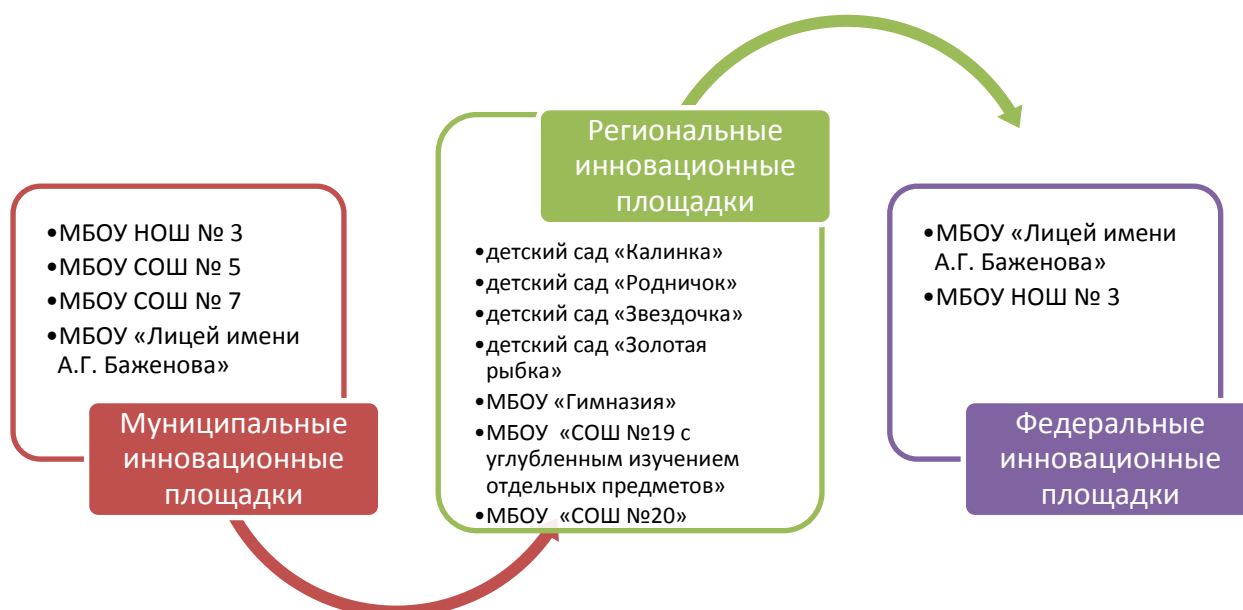 •МБОУ НОШ № 3
•МБОУ СОШ № 5
•МБОУ СОШ № 7
•МБОУ «Лицей имени
А.Г. Баженова»
Муниципальные
инновационные
площадки
Региональные
инновационные
площадки
•детский сад «Калинка»
•детский сад «Родничок»
•детский сад «Звездочка»
•детский сад «Золотая
рыбка»
•МБОУ «Гимназия»
•МБОУ «СОШ №19 с
углубленным изучением
отдельных предметов»
•МБОУ «СОШ №20»
•МБОУ «Лицей имени
А.Г. Баженова»
•МБОУ НОШ № 3
Федеральные
инновационные
площадки